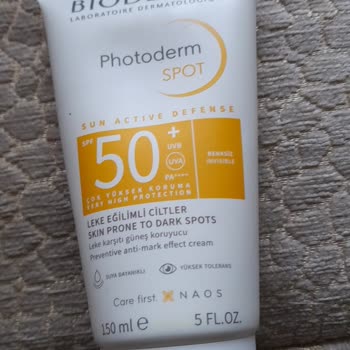 BIODERMA
LABORATOIRE DERMATOLOGIQUE
Photoderm
SPOT
SUN ACTIVE DEFENSE
SPF 50+
UVB
UVA
PA++++
RENKSİZ
INVISIBLE
ÇOK YÜKSEK KORUMA
VERY HIGH PROTECTION
LEKE EĞİLİMLİ CİLTLER
SKIN PRONE TO DARK SPOTS
Leke karşıtı güneş koruyucu
Preventive anti-mark effect cream
SUYA DAYANIKLI
YÜKSEK TOLERANS
Care first.
NAOS
150 ml e
5 FL.OZ.